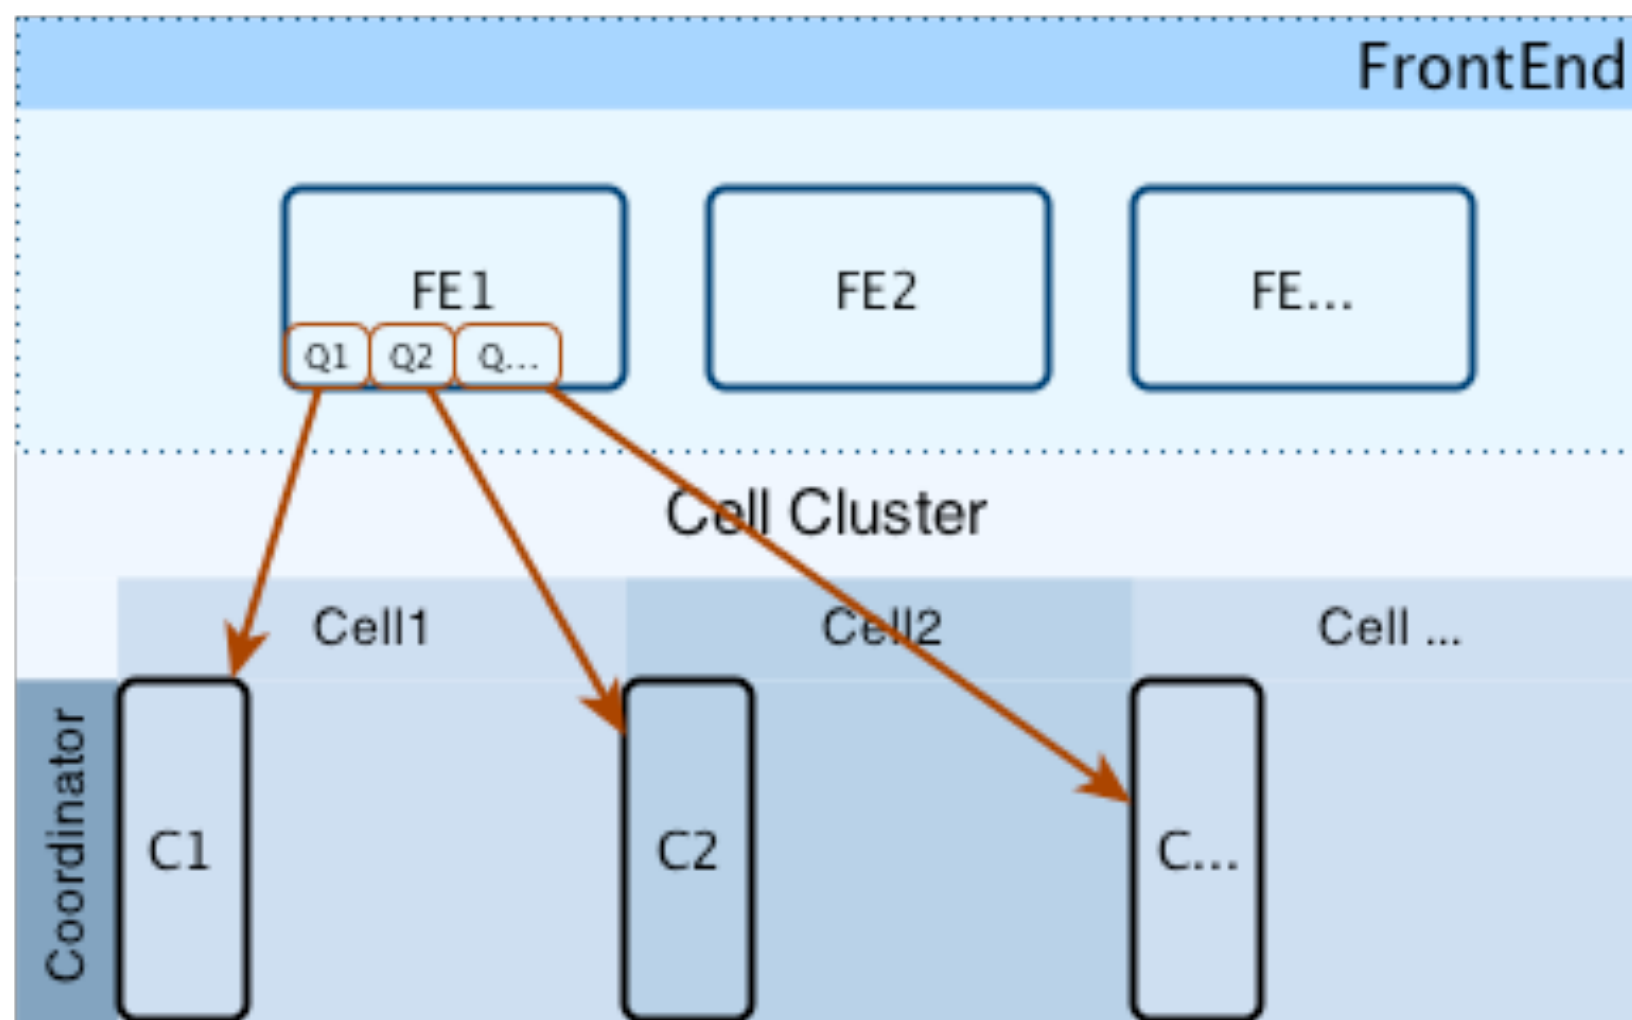 FrontEnd
FE1
FE2
FE...
Q1
Q2
Q...
Cell Cluster
Cell1
Cell2
Cell ...
Coordinator
C1
C2
C...